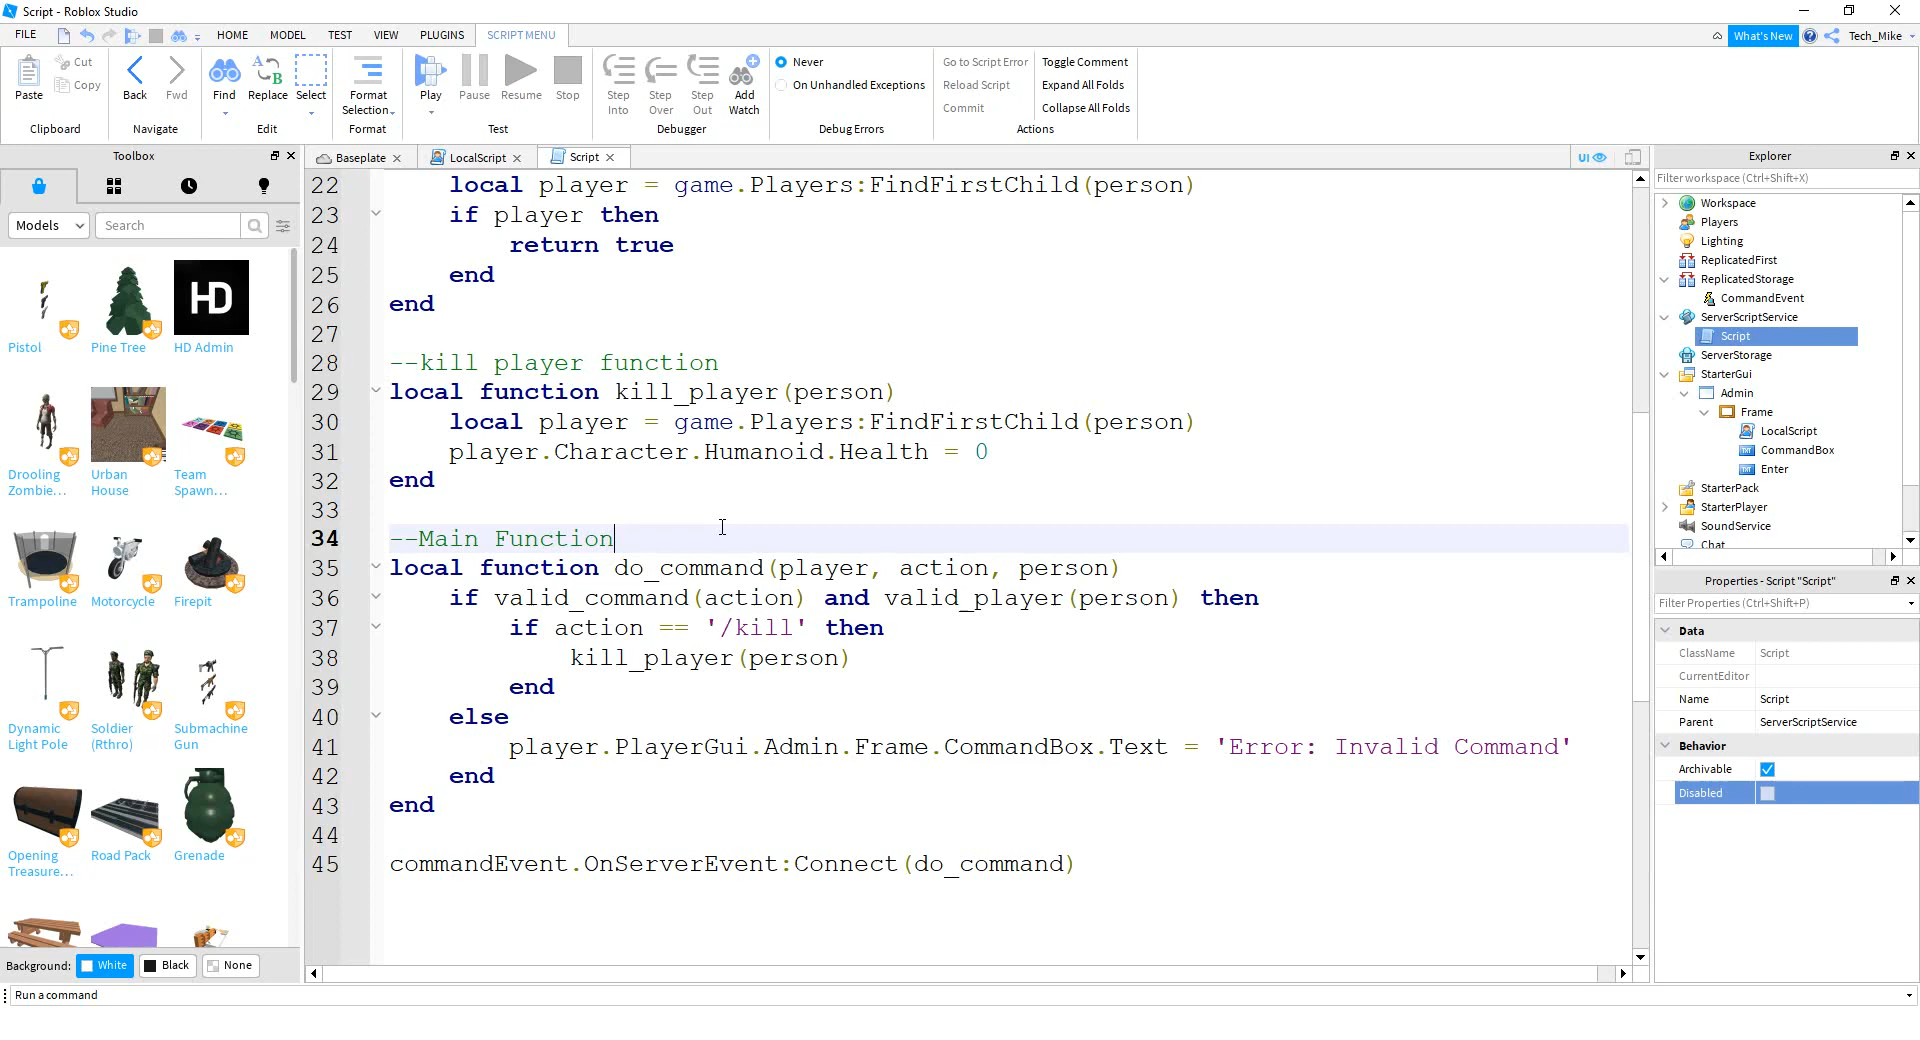 Script - Roblox Studio
FILE HOME MODEL TEST VIEW PLUGINS SCRIPT MENU What's New Tech_Mike
Paste Cut Copy Clipboard
Back Fwd Navigate
Find Replace Select Edit
Format Selection Format
Play Pause Resume Stop Test
Step Into Step Over Step Out Add Watch Debugger
Never
On Unhandled Exceptions
Debug Errors
Go to Script Error Toggle Comment
Reload Script Expand All Folds
Commit Collapse All Folds
Actions
Toolbox
Models Search
Pistol Pine Tree HD HD Admin
Drooling Zombie... Urban House Team Spawn...
Trampoline Motorcycle Firepit
Dynamic Light Pole Soldier (Rthro) Submachine Gun
Opening Treasure... Road Pack Grenade
Background: White Black None
Baseplate LocalScript Script UI
22 local player = game.Players:FindFirstChild(person)
23 if player then
24 return true
25 end
26 end
27
28 --kill player function
29 local function kill_player(person)
30 local player = game.Players:FindFirstChild(person)
31 player.Character.Humanoid.Health = 0
32 end
33
34 --Main Function
35 local function do_command(player, action, person)
36 if valid_command(action) and valid_player(person) then
37 if action == '/kill' then
38 kill_player(person)
39 end
40 else
41 player.PlayerGui.Admin.Frame.CommandBox.Text = 'Error: Invalid Command'
42 end
43 end
44
45 commandEvent.OnServerEvent:Connect(do_command)
Explorer
Filter workspace (Ctrl+Shift+X)
Workspace
Players
Lighting
ReplicatedFirst
ReplicatedStorage
CommandEvent
ServerScriptService
Script
ServerStorage
StarterGui
Admin
Frame
LocalScript
CommandBox
Enter
StarterPack
StarterPlayer
SoundService
Chat
Properties - Script "Script"
Filter Properties (Ctrl+Shift+P)
Data
ClassName Script
CurrentEditor
Name Script
Parent ServerScriptService
Behavior
Archivable
Disabled
Run a command